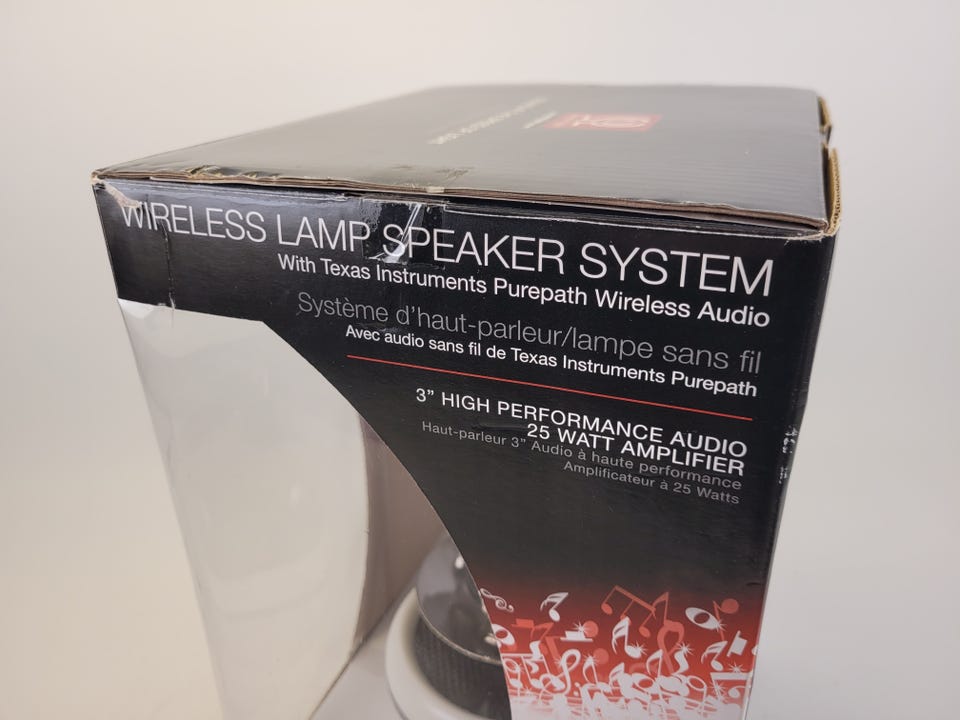 WIRELESS LAMP SPEAKER SYSTEM
With Texas Instruments Purepath Wireless Audio
Système d'haut-parleur/lampe sans fil
Avec audio sans fil de Texas Instruments Purepath
3" HIGH PERFORMANCE AUDIO
25 WATT AMPLIFIER
Haut-parleur 3" Audio à haute performance
Amplificateur à 25 Watts